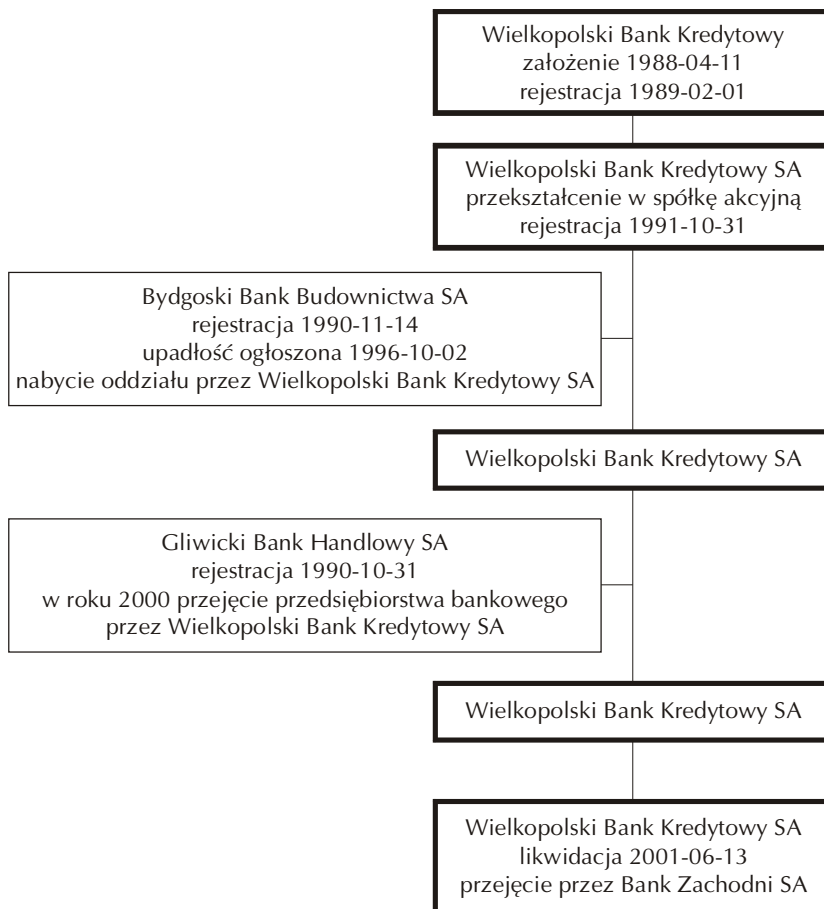 Wielkopolski Bank Kredytowy
założenie 1988-04-11
rejestracja 1989-02-01
Wielkopolski Bank Kredytowy SA
przekształcenie w spółkę akcyjną
rejestracja 1991-10-31
Bydgoski Bank Budownictwa SA
rejestracja 1990-11-14
upadłość ogłoszona 1996-10-02
nabycie oddziału przez Wielkopolski Bank Kredytowy SA
Wielkopolski Bank Kredytowy SA
Gliwicki Bank Handlowy SA
rejestracja 1990-10-31
w roku 2000 przejęcie przedsiębiorstwa bankowego
przez Wielkopolski Bank Kredytowy SA
Wielkopolski Bank Kredytowy SA
Wielkopolski Bank Kredytowy SA
likwidacja 2001-06-13
przejęcie przez Bank Zachodni SA